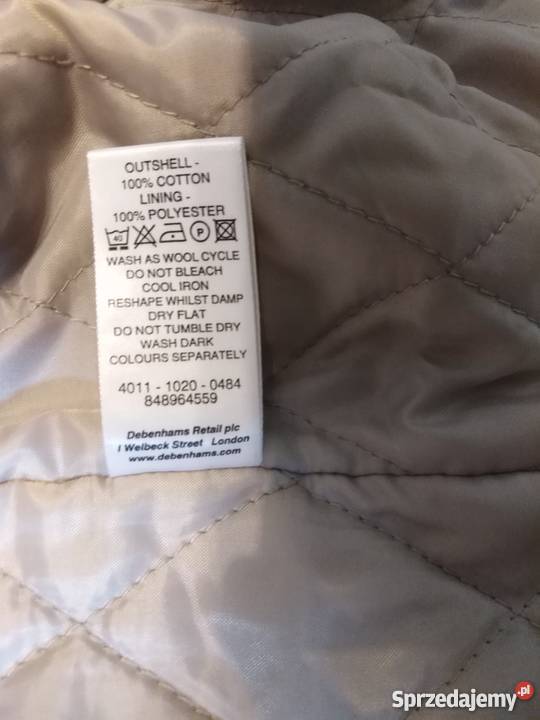 OUTSHELL -
100% COTTON
LINING -
100% POLYESTER
40 P
WASH AS WOOL CYCLE
DO NOT BLEACH
COOL IRON
RESHAPE WHILST DAMP
DRY FLAT
DO NOT TUMBLE DRY
WASH DARK
COLOURS SEPARATELY
4011 - 1020 - 0484
848964559
Debenhams Retail plc
1 Welbeck Street London
www.debenhams.com
Sprzedajemy.pl